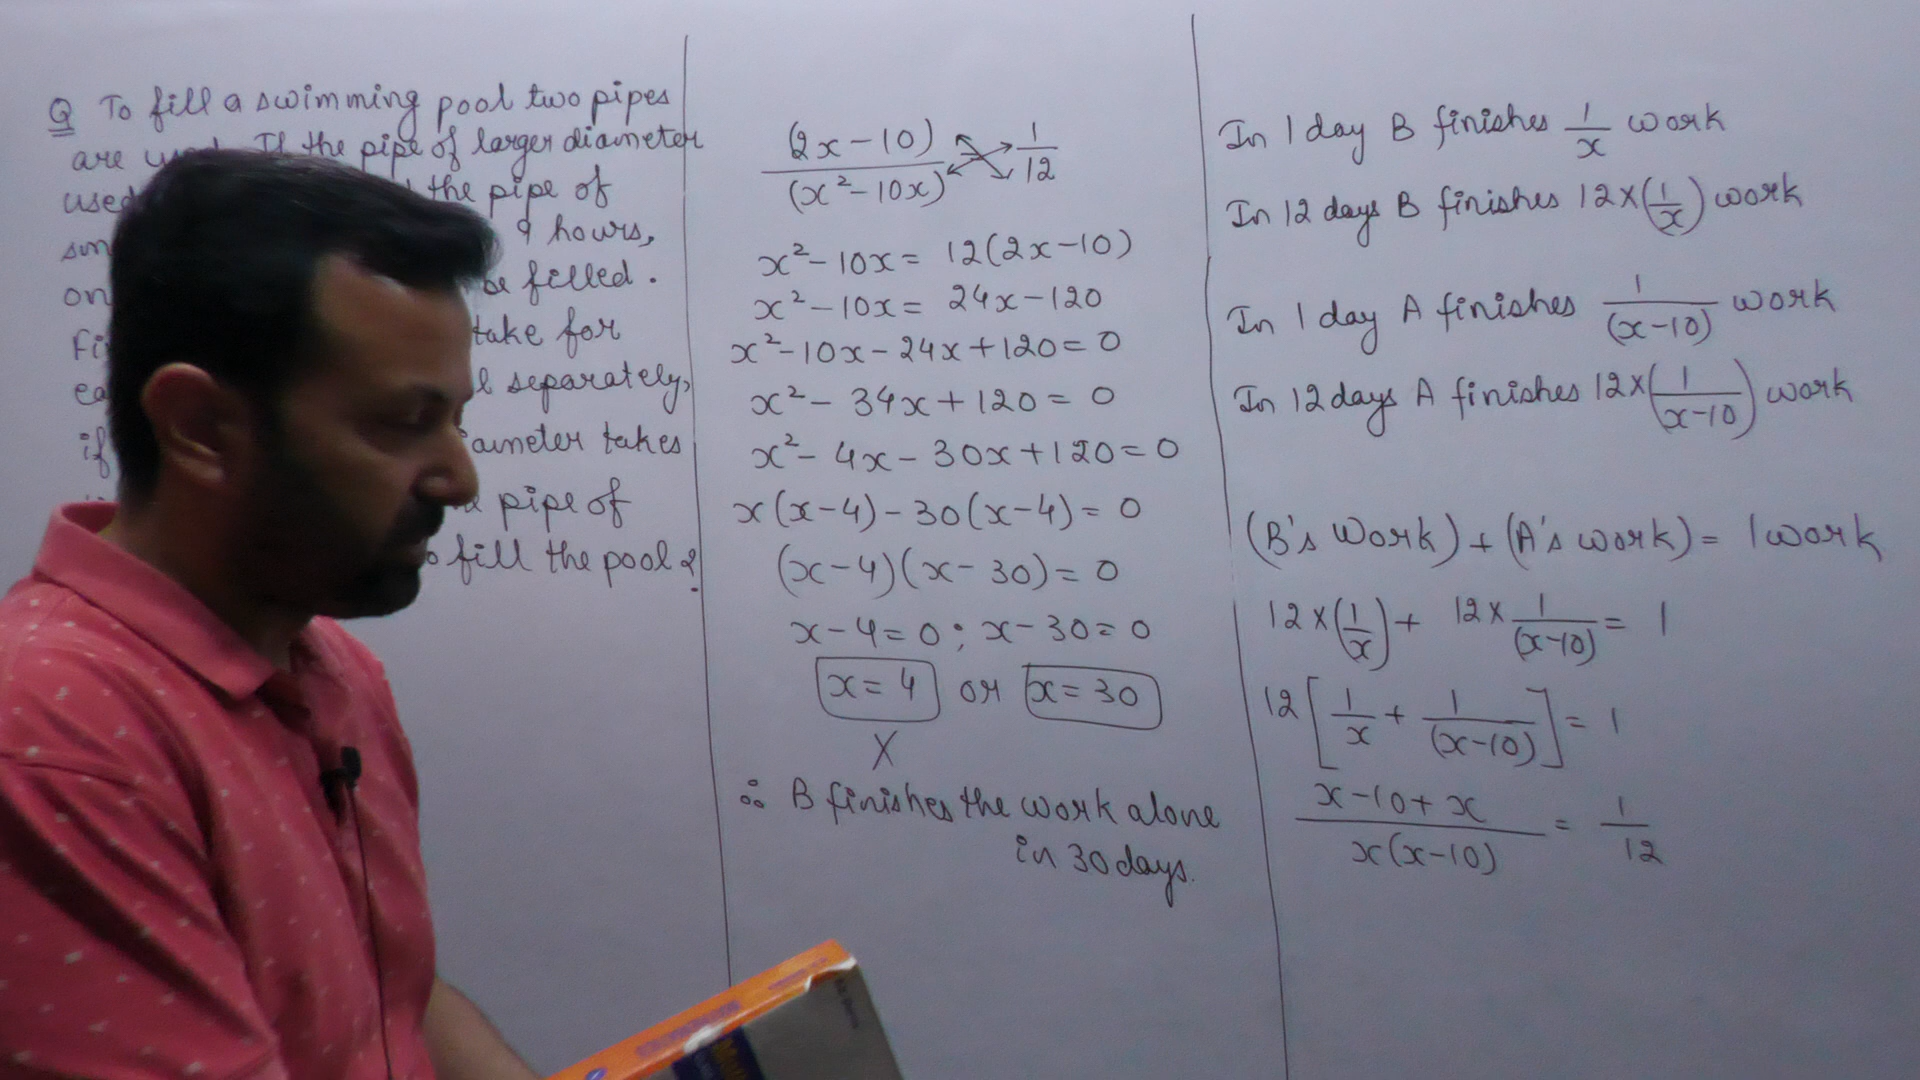 Q To fill a swimming pool two pipes
are used. If the pipe of larger diameter
used the pipe of
9 hours,
be filled.
take for
separately,
takes
pipe of
fill the pool ?
(2x-10)/(x²-10x) 1/12
x²-10x = 12(2x-10)
x²-10x = 24x-120
x²-10x-24x+120 = 0
x²-34x+120 = 0
x²-4x-30x+120 = 0
x(x-4)-30(x-4) = 0
(x-4)(x-30) = 0
x-4=0 ; x-30=0
x=4 or x=30
X
∴ B finishes the work alone
in 30 days.
In 1 day B finishes 1/x work
In 12 days B finishes 12×(1/x) work
In 1 day A finishes 1/(x-10) work
In 12 days A finishes 12×(1/(x-10)) work
(B's Work)+(A's work) = 1 work
12×(1/x) + 12×1/(x-10) = 1
12[1/x + 1/(x-10)] = 1
(x-10+x)/(x(x-10)) = 1/12